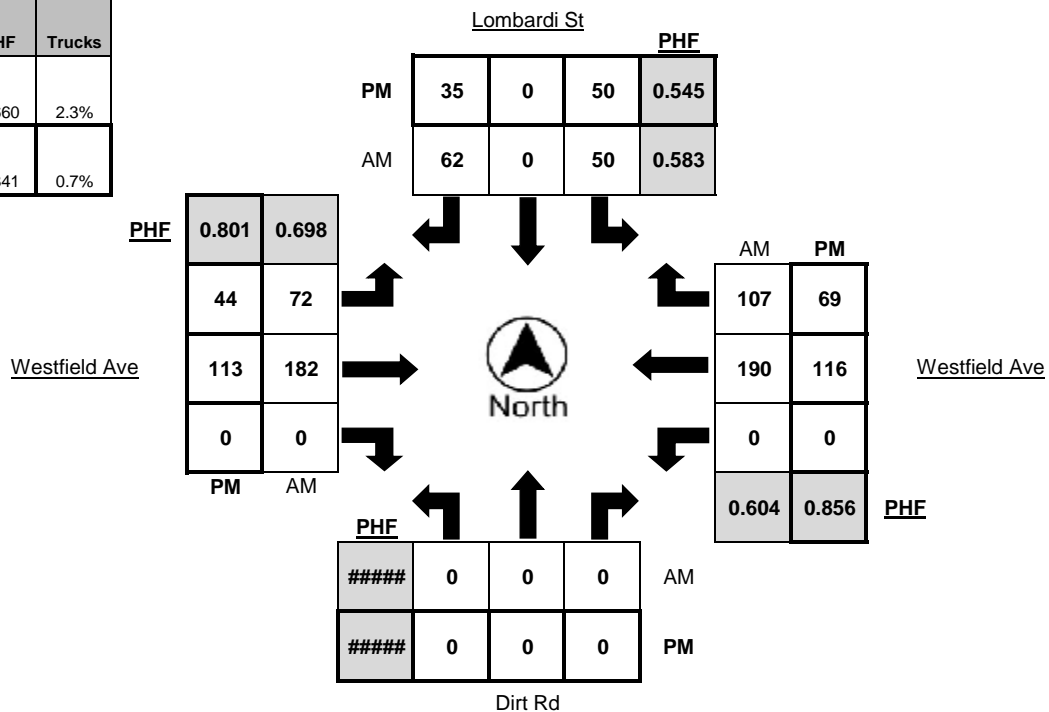 Lombardi St
Trucks
PHF
PM 35 0 50 0.545
2.3%
AM 62 0 50 0.583
0.7%
PHF 0.801 0.698
AM PM
44 72
107 69
Westfield Ave 113 182
190 116 Westfield Ave
North
0 0
0 0
PM AM
0.604 0.856 PHF
PHF
##### 0 0 0 AM
##### 0 0 0 PM
Dirt Rd